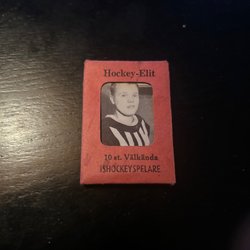 Hockey-Elit
10 st. Välkända
ISHOCKEYSPELARE